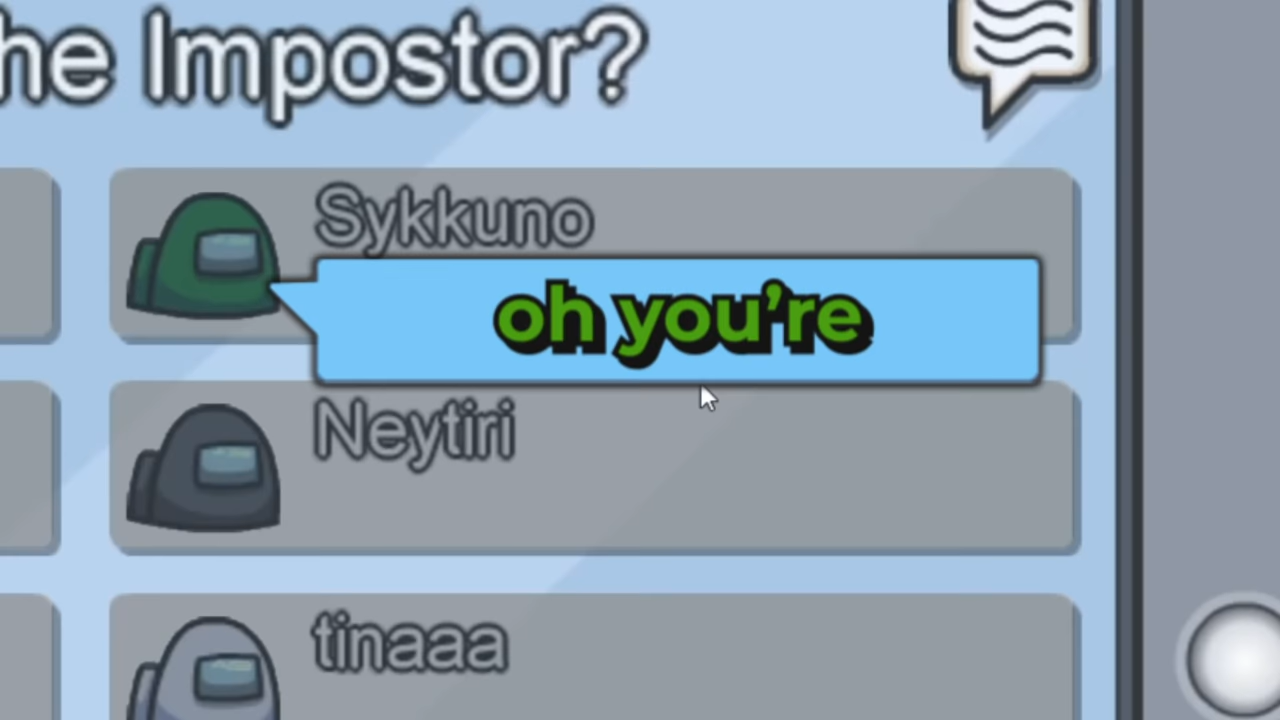 he Impostor?
Sykkuno
oh you’re
Neytiri
tinaaa